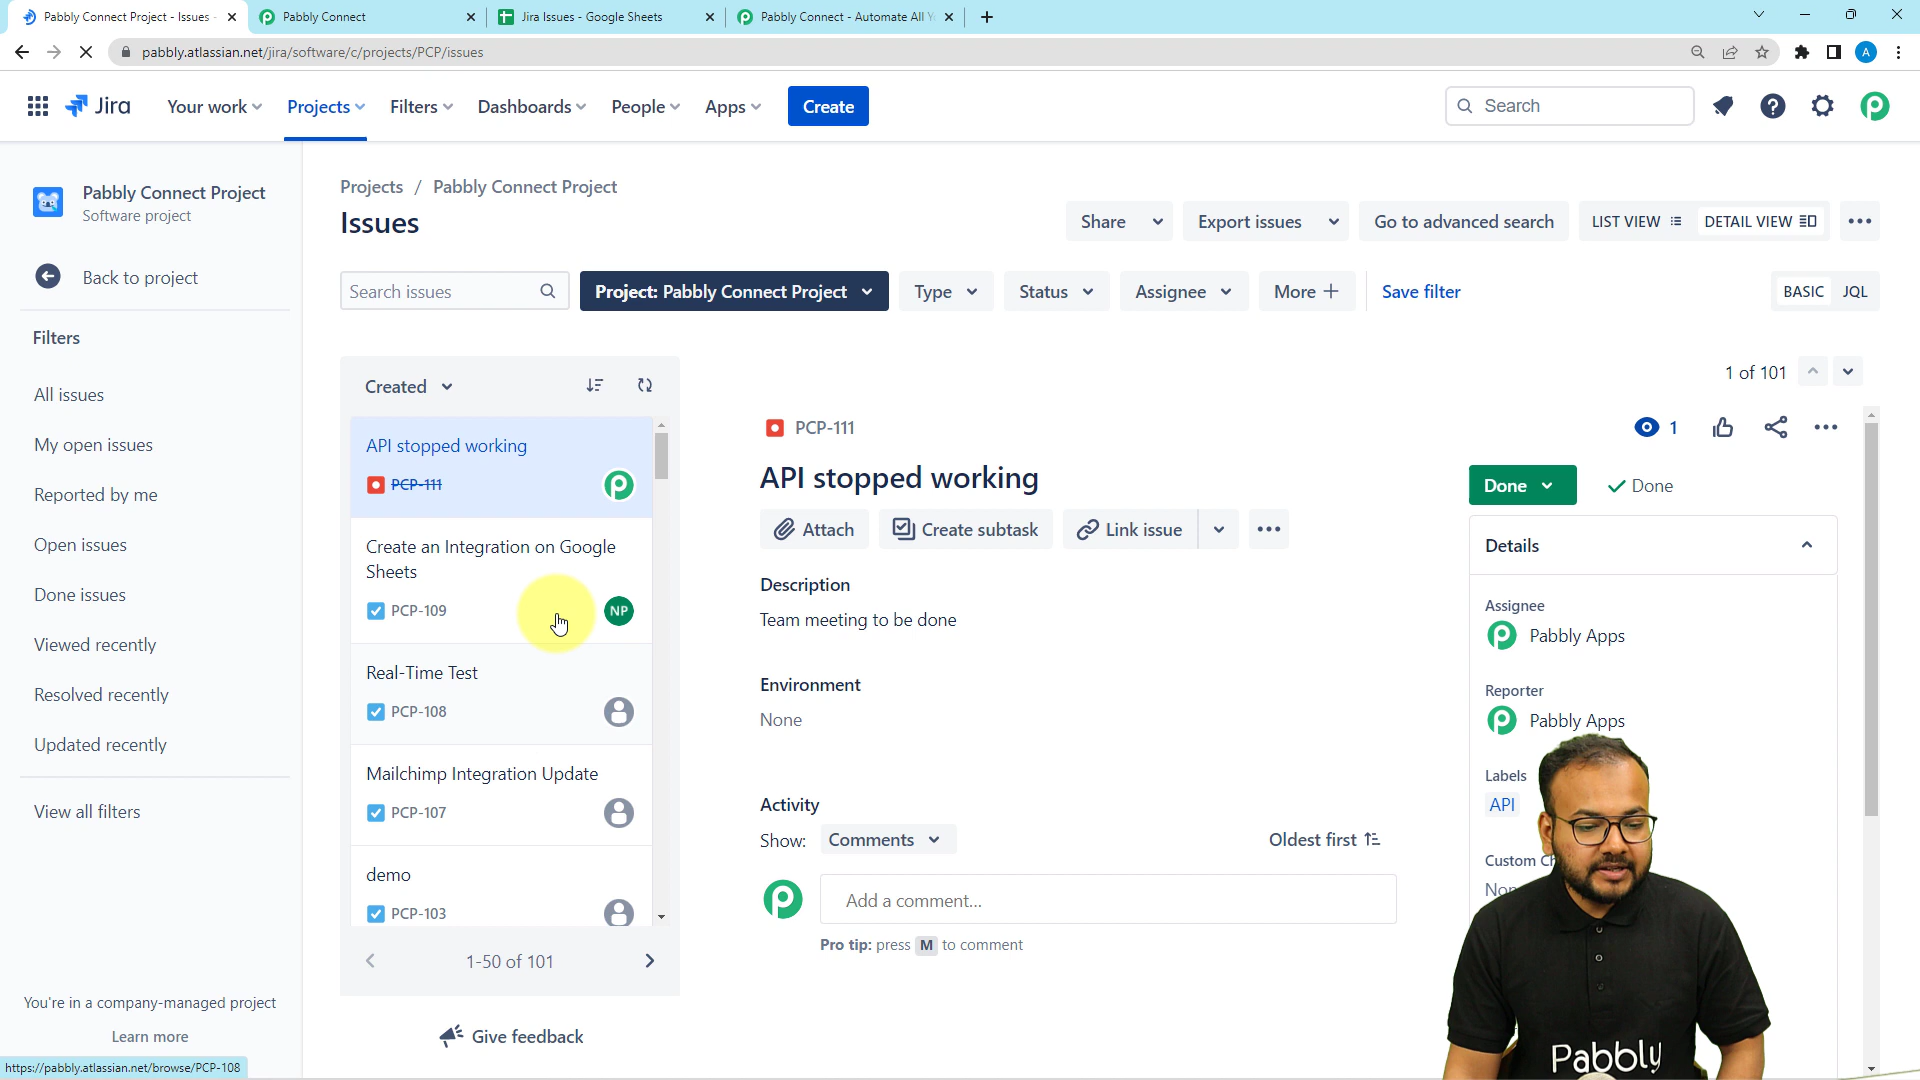 Pabbly Connect Project - Issues -
Pabbly Connect
Jira Issues - Google Sheets
Pabbly Connect - Automate All Y
pabbly.atlassian.net/jira/software/c/projects/PCP/issues
A
Jira
Your work
Projects
Filters
Dashboards
People
Apps
Create
Search
Pabbly Connect Project
Software project
Back to project
Filters
All issues
My open issues
Reported by me
Open issues
Done issues
Viewed recently
Resolved recently
Updated recently
View all filters
You're in a company-managed project
Learn more
https://pabbly.atlassian.net/browse/PCP-108
Projects / Pabbly Connect Project
Issues
Share
Export issues
Go to advanced search
LIST VIEW
DETAIL VIEW
Search issues
Project: Pabbly Connect Project
Type
Status
Assignee
More +
Save filter
BASIC
JQL
Created
API stopped working
PCP-111
Create an Integration on Google
Sheets
PCP-109
NP
Real-Time Test
PCP-108
Mailchimp Integration Update
PCP-107
demo
PCP-103
1-50 of 101
Give feedback
1 of 101
PCP-111
1
API stopped working
Attach
Create subtask
Link issue
Description
Team meeting to be done
Environment
None
Activity
Show:
Comments
Oldest first
Add a comment...
Pro tip: press M to comment
Done
Done
Details
Assignee
Pabbly Apps
Reporter
Pabbly Apps
Labels
API
Custom
Pabbly